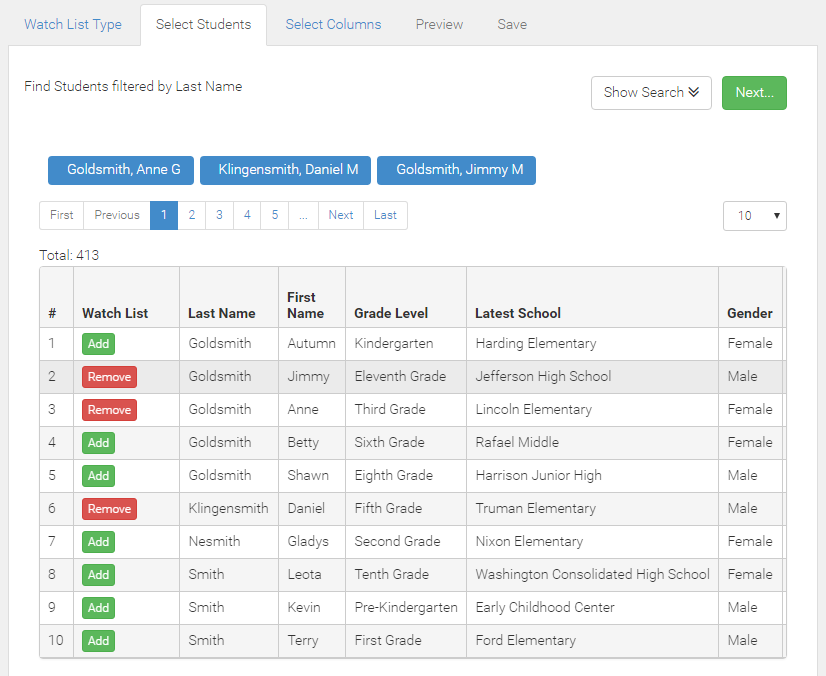 Watch List Type Select Students Select Columns Preview Save
Find Students filtered by Last Name
Show Search Next...
Goldsmith, Anne G Klingensmith, Daniel M Goldsmith, Jimmy M
First Previous 1 2 3 4 5 ... Next Last 10
Total: 413
# Watch List Last Name First Name Grade Level Latest School Gender
1 Add Goldsmith Autumn Kindergarten Harding Elementary Female
2 Remove Goldsmith Jimmy Eleventh Grade Jefferson High School Male
3 Remove Goldsmith Anne Third Grade Lincoln Elementary Female
4 Add Goldsmith Betty Sixth Grade Rafael Middle Female
5 Add Goldsmith Shawn Eighth Grade Harrison Junior High Male
6 Remove Klingensmith Daniel Fifth Grade Truman Elementary Male
7 Add Nesmith Gladys Second Grade Nixon Elementary Female
8 Add Smith Leota Tenth Grade Washington Consolidated High School Female
9 Add Smith Kevin Pre-Kindergarten Early Childhood Center Male
10 Add Smith Terry First Grade Ford Elementary Male